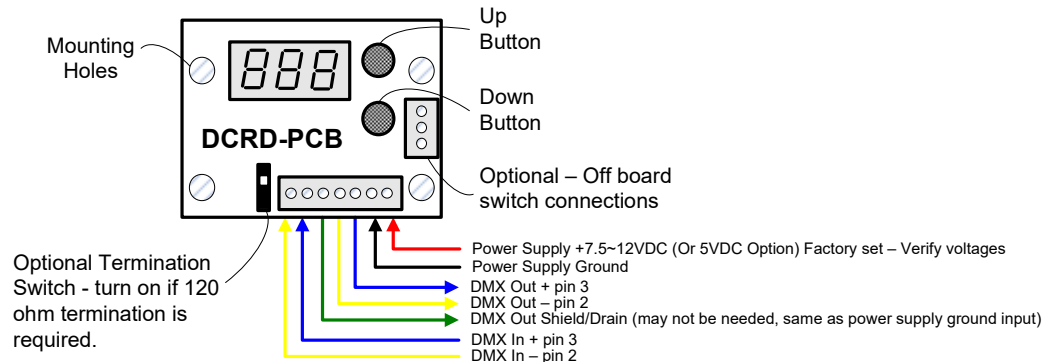 Up
Button
Mounting
Holes
888
Down
Button
DCRD-PCB
Optional – Off board
switch connections
Power Supply +7.5~12VDC (Or 5VDC Option) Factory set – Verify voltages
Power Supply Ground
Optional Termination
Switch - turn on if 120
ohm termination is
required.
DMX Out + pin 3
DMX Out – pin 2
DMX Out Shield/Drain (may not be needed, same as power supply ground input)
DMX In + pin 3
DMX In – pin 2